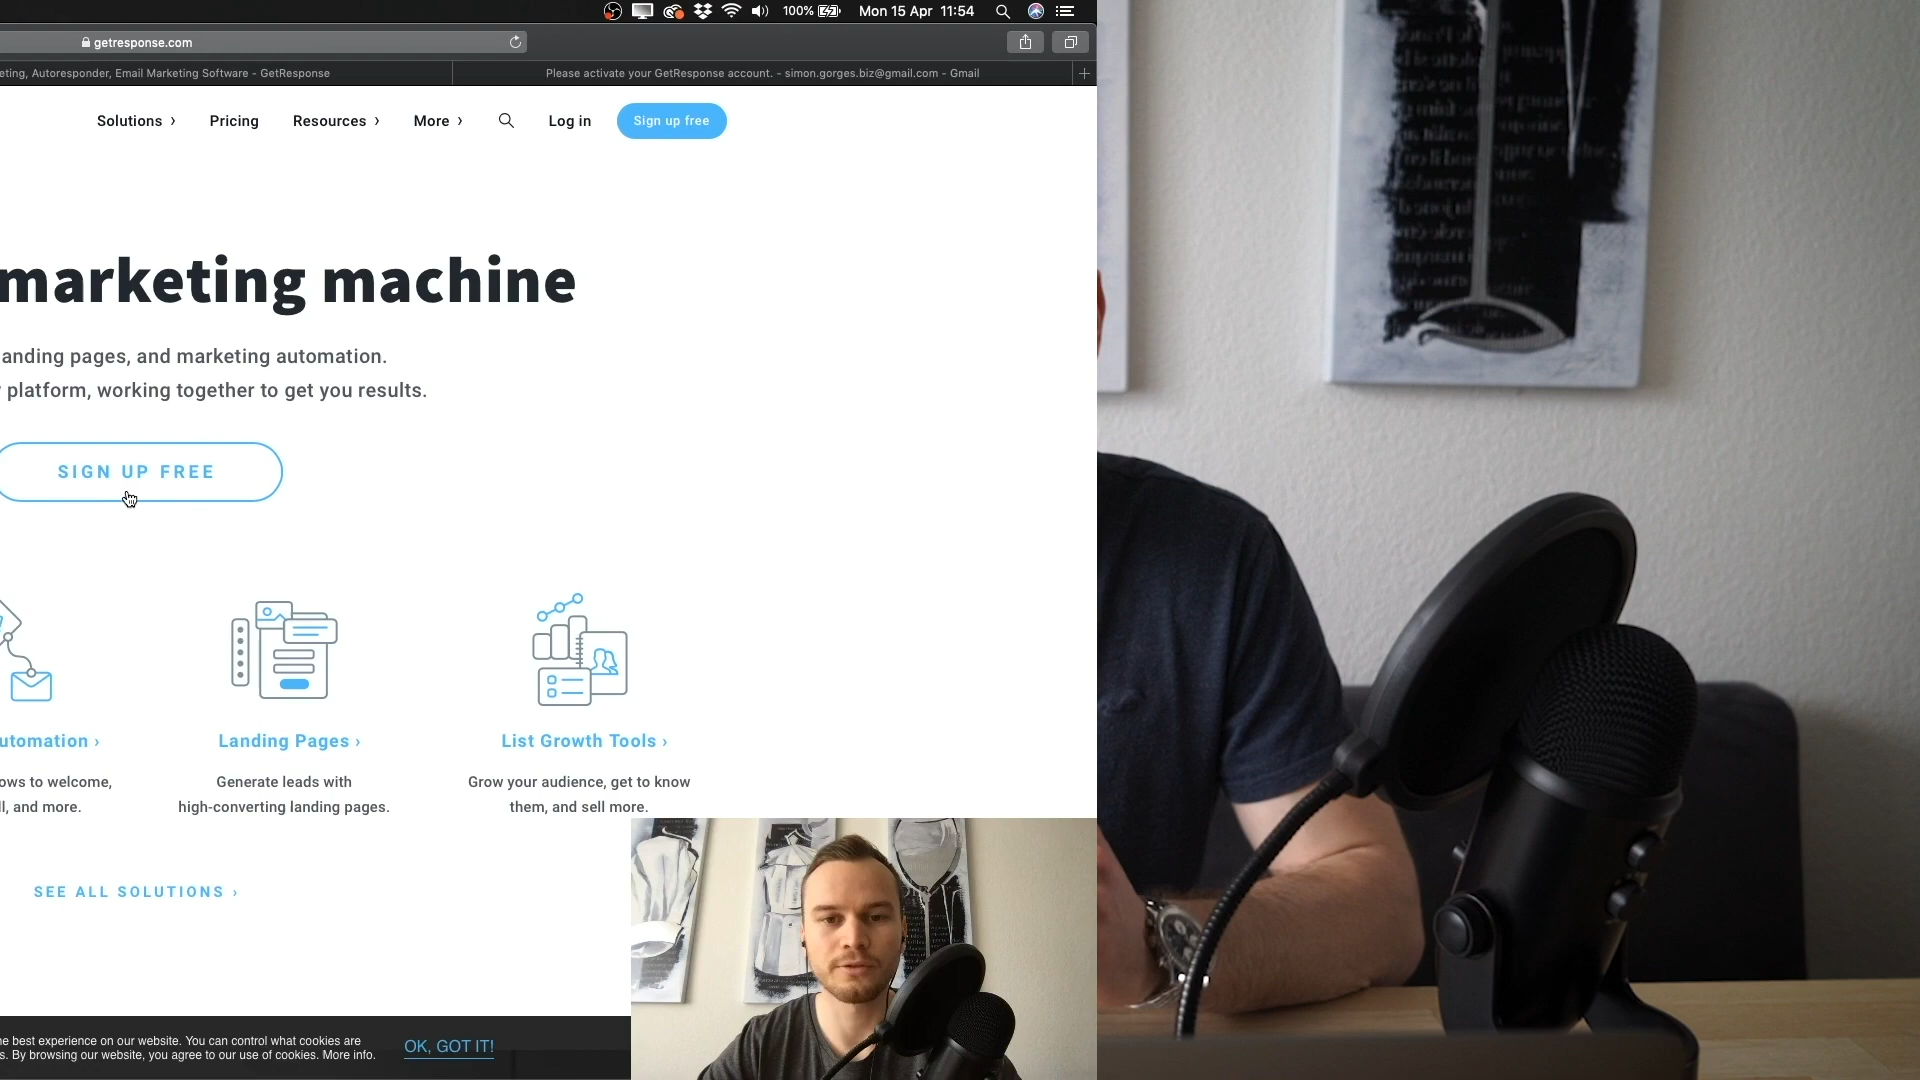 100%
Mon 15 Apr 11:54
getresponse.com
eting, Autoresponder, Email Marketing Software - GetResponse
Please activate your GetResponse account. - simon.gorges.biz@gmail.com - Gmail
Solutions ›
Pricing
Resources ›
More ›
Log in
Sign up free
marketing machine
anding pages, and marketing automation.
platform, working together to get you results.
SIGN UP FREE
utomation ›
ows to welcome,
ll, and more.
Landing Pages ›
Generate leads with
high-converting landing pages.
List Growth Tools ›
Grow your audience, get to know
them, and sell more.
SEE ALL SOLUTIONS ›
he best experience on our website. You can control what cookies are
s. By browsing our website, you agree to our use of cookies. More info.
OK, GOT IT!